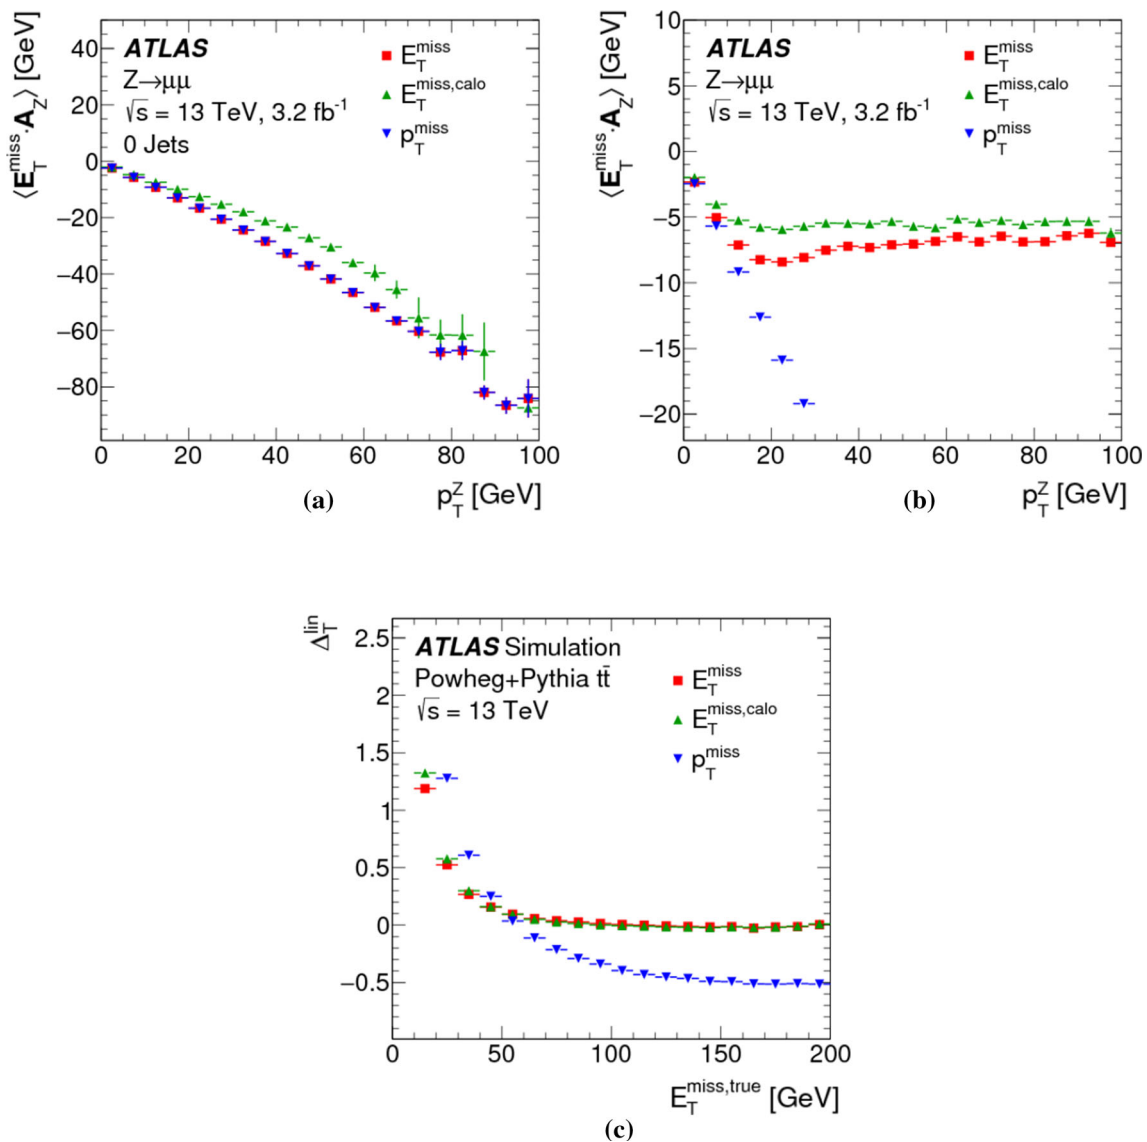 ⟨E_T^miss·A_Z⟩ [GeV]
40
20
0
−20
−40
−60
−80
ATLAS
Z→μμ
√s = 13 TeV, 3.2 fb⁻¹
0 Jets
E_T^miss
E_T^miss,calo
p_T^miss
0 20 40 60 80 100
p_T^Z [GeV]
(a)
⟨E_T^miss·A_Z⟩ [GeV]
10
5
0
−5
−10
−15
−20
ATLAS
Z→μμ
√s = 13 TeV, 3.2 fb⁻¹
E_T^miss
E_T^miss,calo
p_T^miss
0 20 40 60 80 100
p_T^Z [GeV]
(b)
Δ_T^lin
2.5
2
1.5
1
0.5
0
−0.5
ATLAS Simulation
Powheg+Pythia tt̄
√s = 13 TeV
E_T^miss
E_T^miss,calo
p_T^miss
0 50 100 150 200
E_T^miss,true [GeV]
(c)